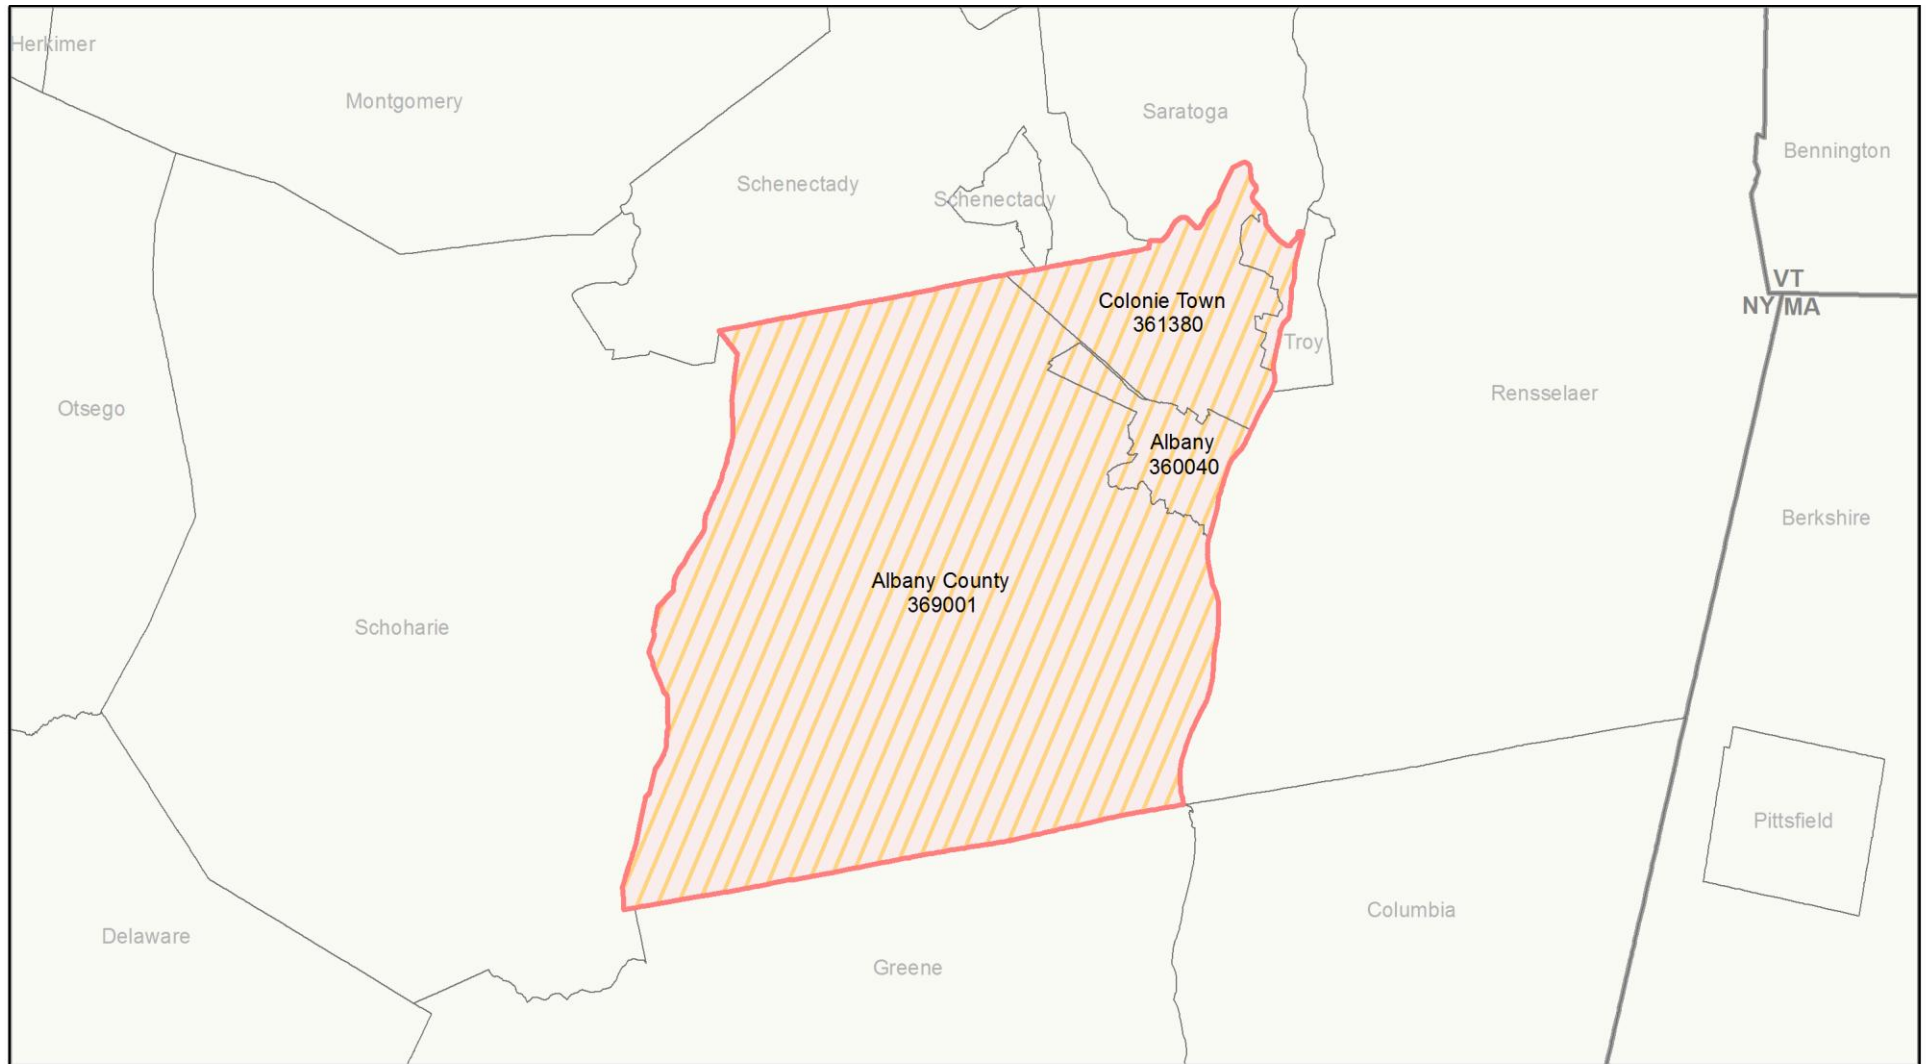 Herkimer
Montgomery
Saratoga
Bennington
Schenectady
Schenectady
VT
NY MA
Colonie Town
361380
Troy
Rensselaer
Otsego
Albany
360040
Berkshire
Albany County
369001
Schoharie
Pittsfield
Columbia
Delaware
Greene